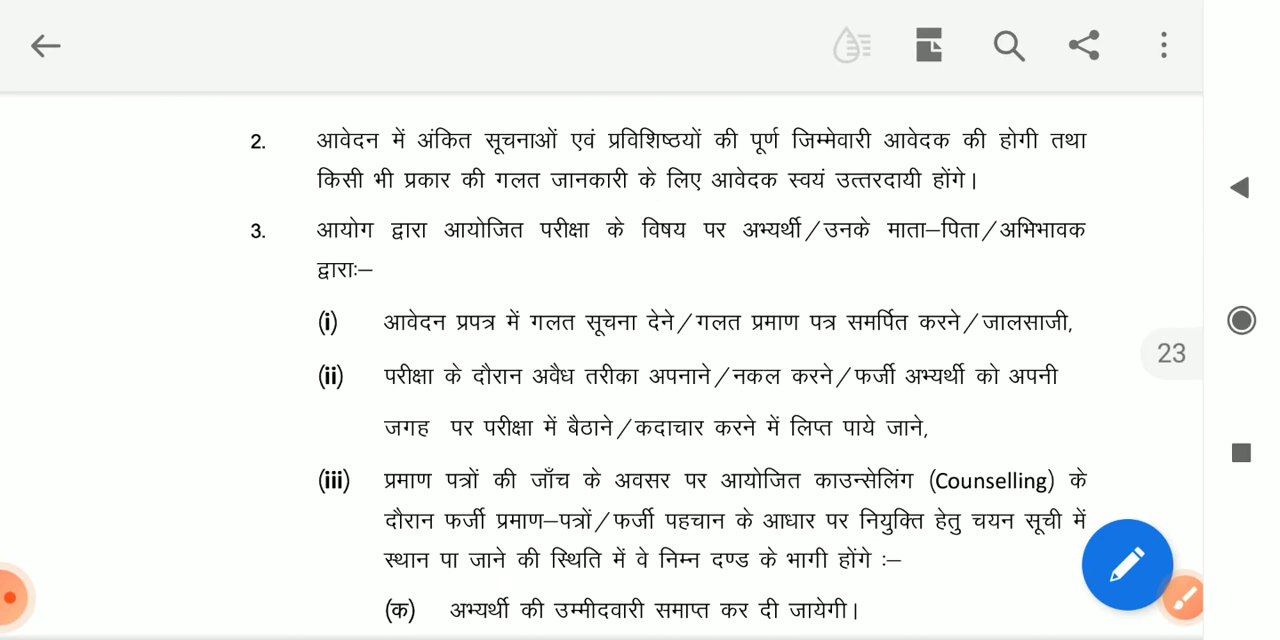 2. आवेदन में अंकित सूचनाओं एवं प्रविशिष्ठयों की पूर्ण जिम्मेवारी आवेदक की होगी तथा
किसी भी प्रकार की गलत जानकारी के लिए आवेदक स्वयं उत्तरदायी होंगे।
3. आयोग द्वारा आयोजित परीक्षा के विषय पर अभ्यर्थी/उनके माता–पिता/अभिभावक
द्वाराः–
(i) आवेदन प्रपत्र में गलत सूचना देने/गलत प्रमाण पत्र समर्पित करने/जालसाजी,
23
(ii) परीक्षा के दौरान अवैध तरीका अपनाने/नकल करने/फर्जी अभ्यर्थी को अपनी
जगह पर परीक्षा में बैठाने/कदाचार करने में लिप्त पाये जाने,
(iii) प्रमाण पत्रों की जाँच के अवसर पर आयोजित काउन्सेलिंग (Counselling) के
दौरान फर्जी प्रमाण–पत्रों/फर्जी पहचान के आधार पर नियुक्ति हेतु चयन सूची में
स्थान पा जाने की स्थिति में वे निम्न दण्ड के भागी होंगे :–
(क) अभ्यर्थी की उम्मीदवारी समाप्त कर दी जायेगी।